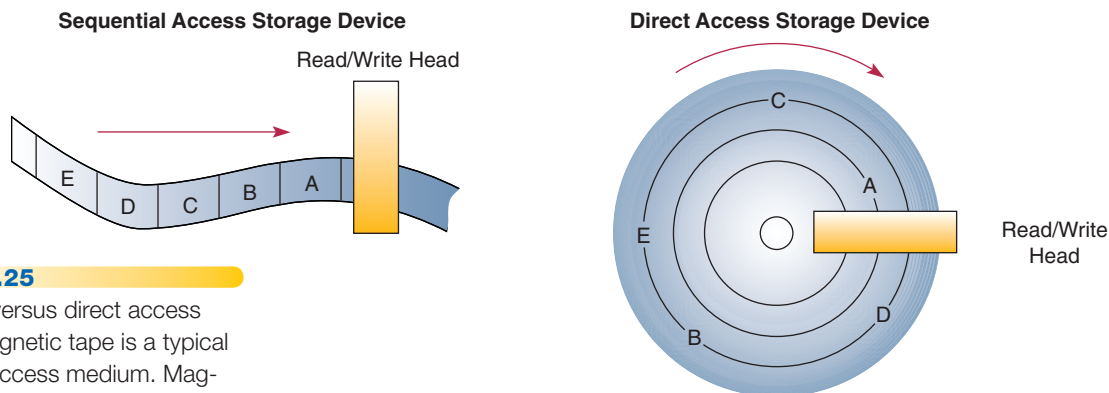 Sequential Access Storage Device
Read/Write Head
E
D
C
B
A
.25
ersus direct access
gnetic tape is a typical
ccess medium. Mag-
Direct Access Storage Device
C
A
E
D
B
Read/Write
Head